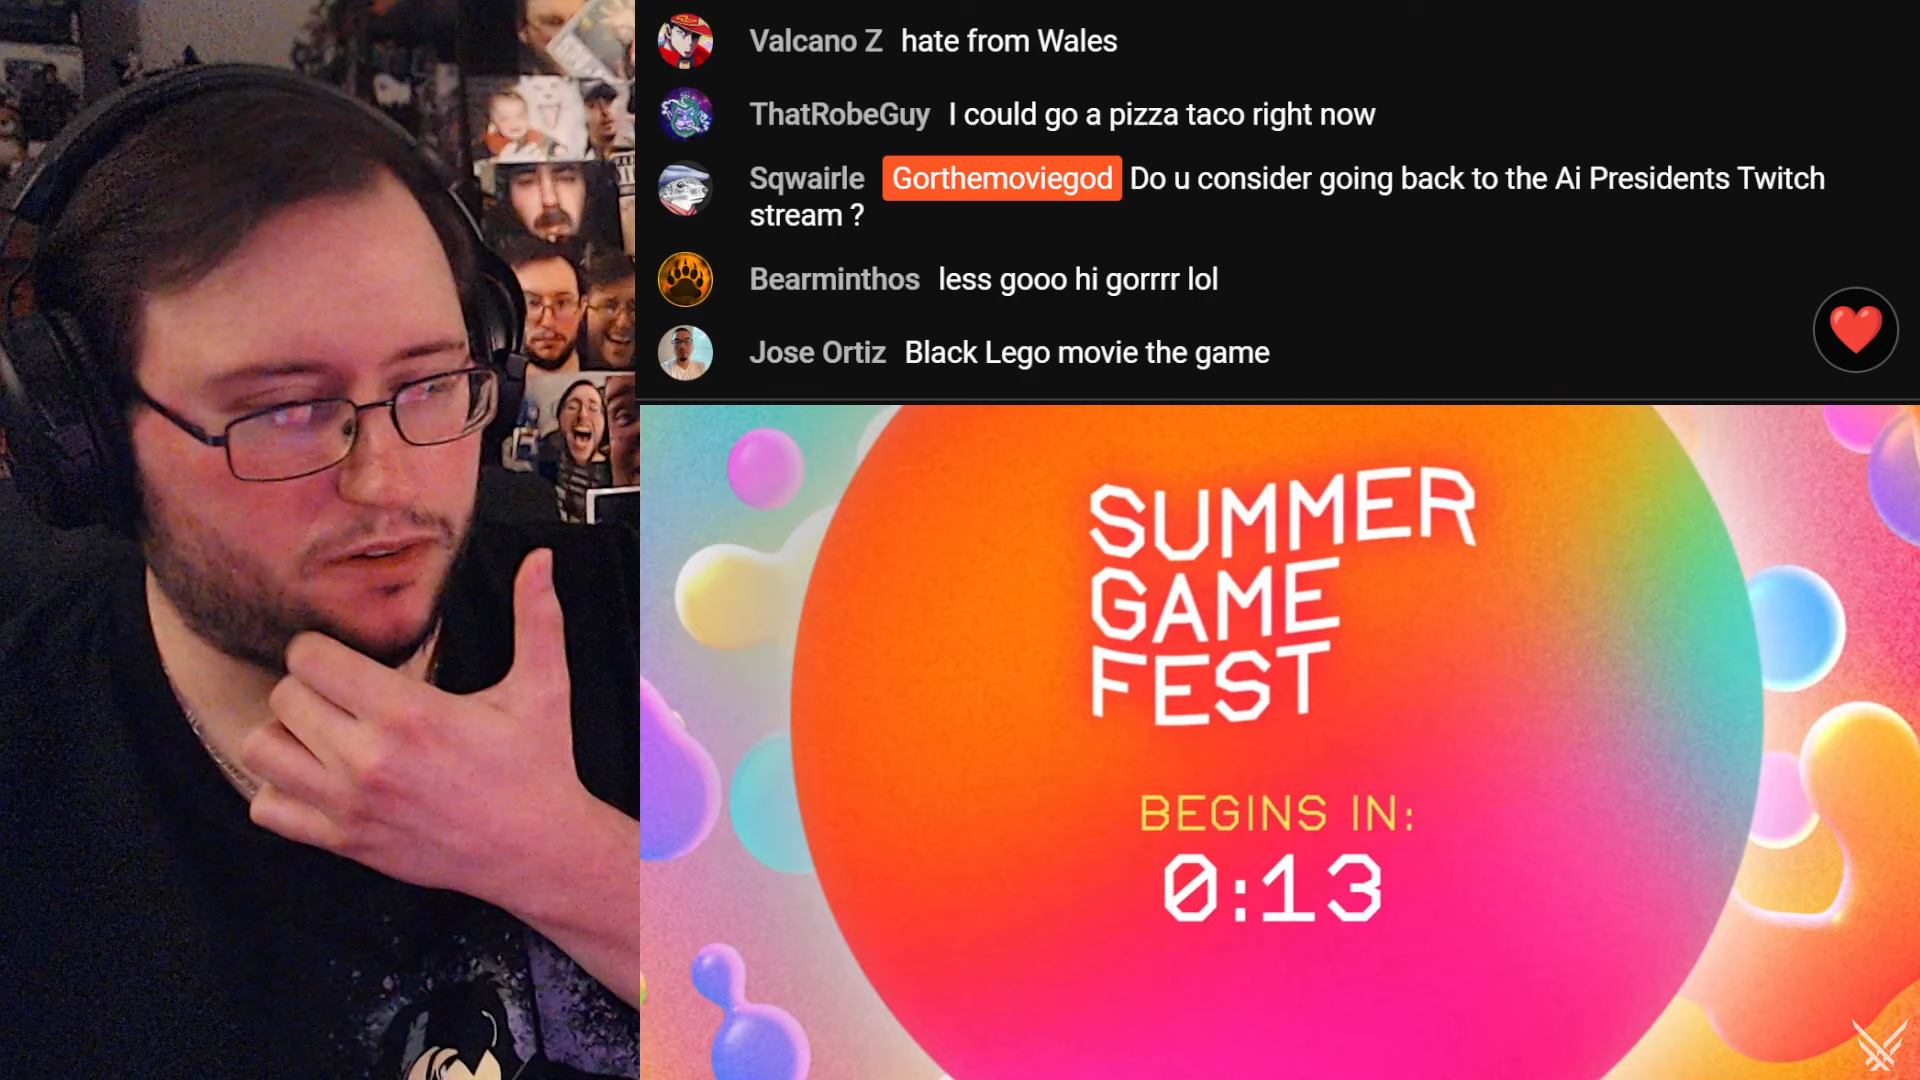 Valcano Z hate from Wales
ThatRobeGuy I could go a pizza taco right now
Sqwairle Gorthemoviegod Do u consider going back to the Ai Presidents Twitch
stream ?
Bearminthos less gooo hi gorrrr lol
Jose Ortiz Black Lego movie the game
SUMMER
GAME
FEST
BEGINS IN:
0:13